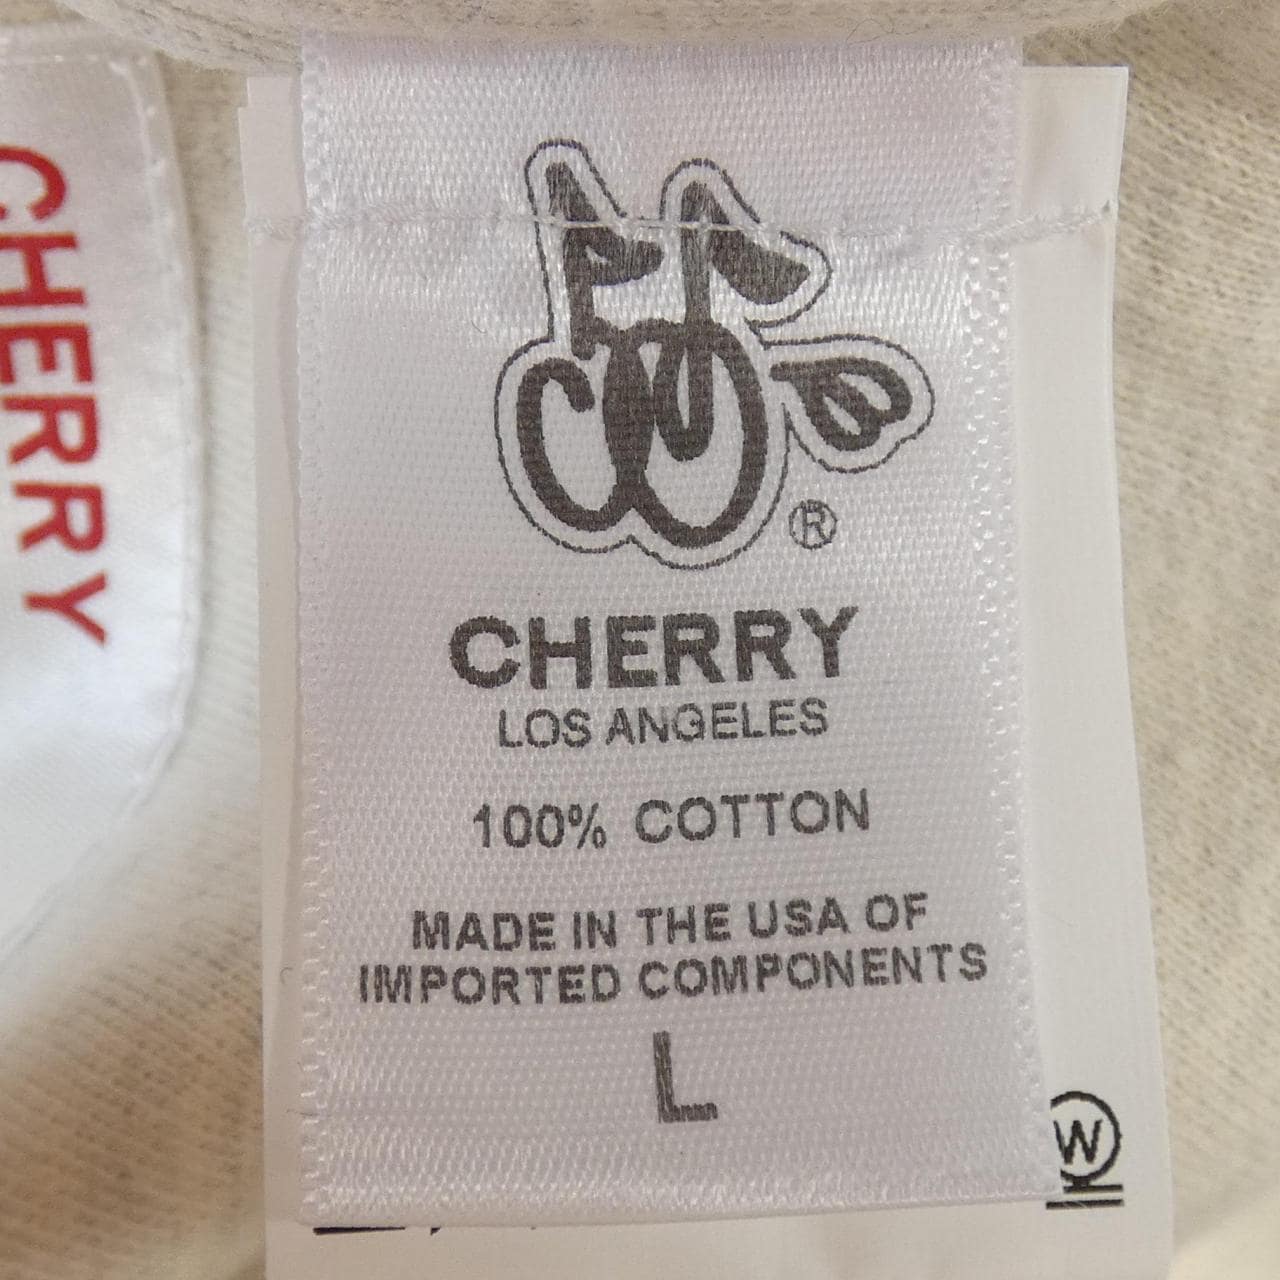 CHERRY
®
CHERRY
LOS ANGELES
100% COTTON
MADE IN THE USA OF
IMPORTED COMPONENTS
L
W